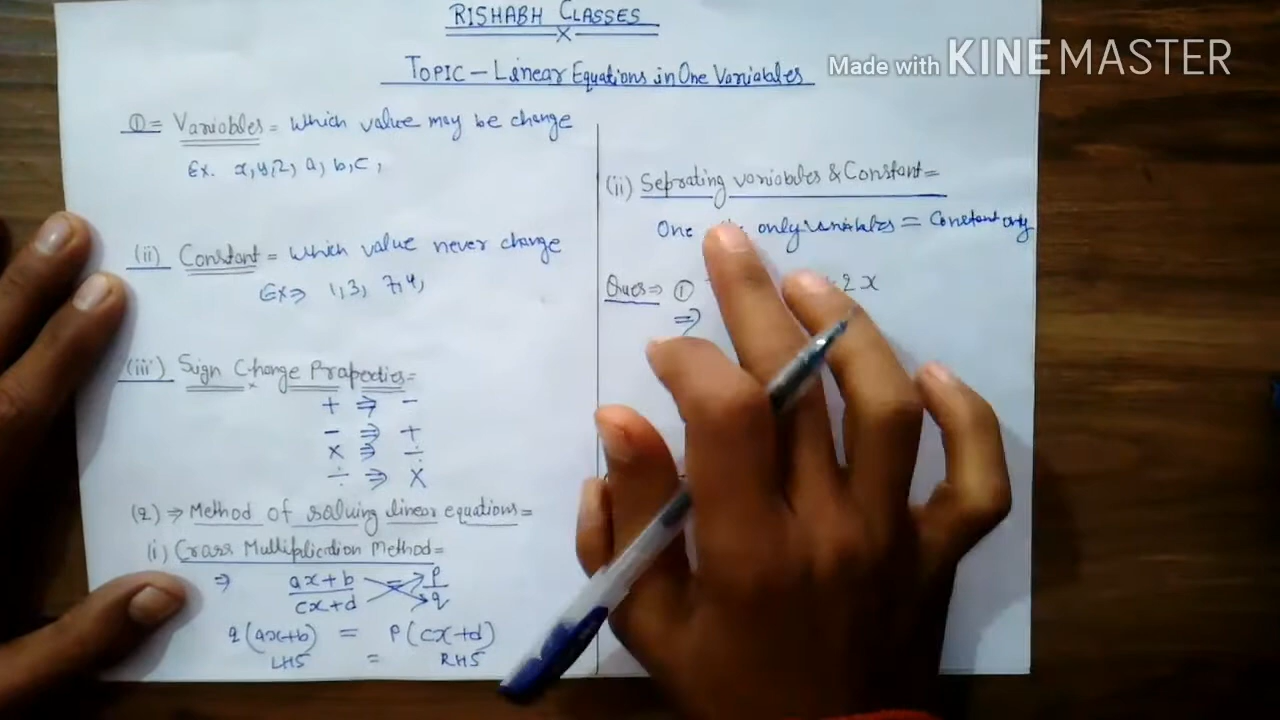 RISHABH CLASSES
x
Made with KINEMASTER
TOPIC - Linear Equations in One Variables
① = Variables = Which value may be change
Ex. x, y, z, a, b, c,
(ii) Constant = Which value never change
Ex ⇒ 1, 3, 7, 4,
(iii) Sign Change Properties =
+ ⇒ -
- ⇒ +
× ⇒ ÷
÷ ⇒ ×
(2) ⇒ Method of solving linear equations =
(i) Cross Multiplication Method =
⇒ ax+b = p
cx+d q
q(ax+b) = p(cx+d)
LHS = RHS
(ii) Seprating variables & Constant =
One only variables = Constant only
Ques ⇒ ① 2x
⇒